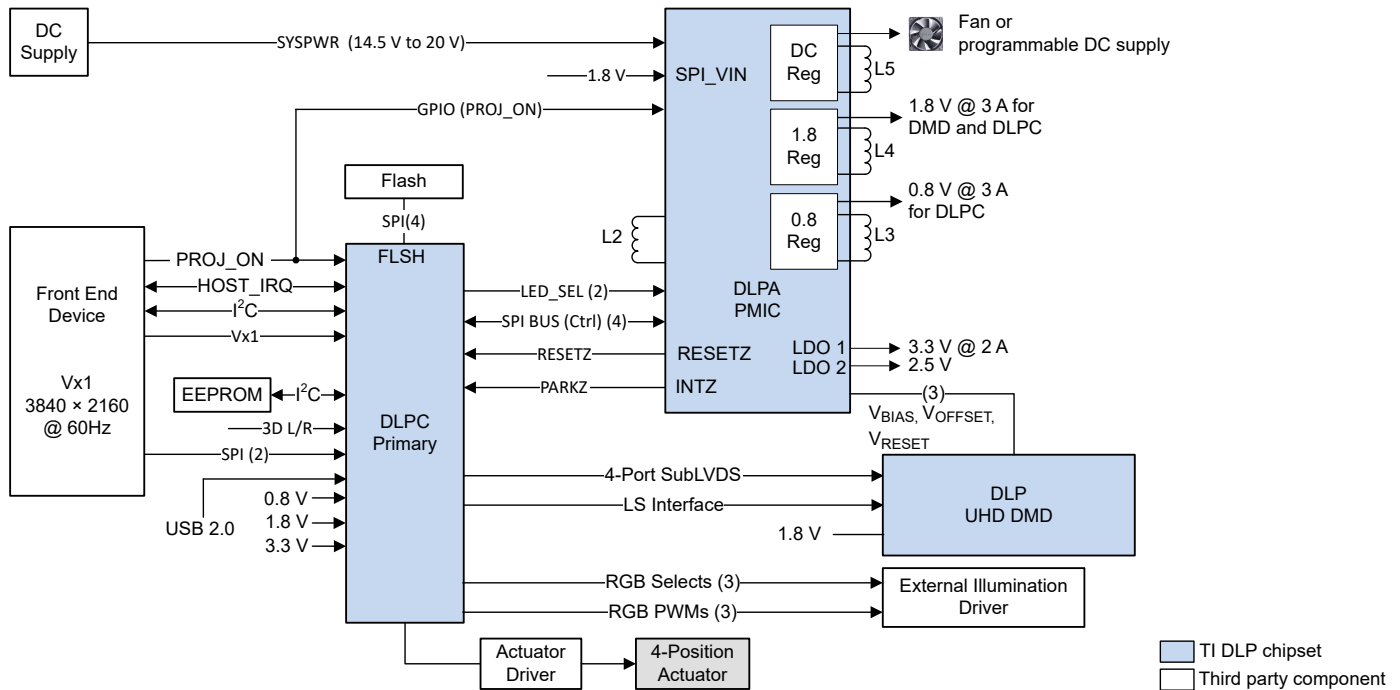 DC
Supply
SYSPWR (14.5 V to 20 V)
1.8 V
SPI_VIN
GPIO (PROJ_ON)
DC
Reg
L5
Fan or
programmable DC supply
1.8
Reg
L4
1.8 V @ 3 A for
DMD and DLPC
0.8
Reg
L3
0.8 V @ 3 A
for DLPC
L2
DLPA
PMIC
LDO 1
3.3 V @ 2 A
LDO 2
2.5 V
RESETZ
INTZ
(3)
VBIAS, VOFFSET,
VRESET
Flash
SPI(4)
FLSH
Front End
Device
Vx1
3840 × 2160
@ 60Hz
PROJ_ON
HOST_IRQ
I²C
Vx1
EEPROM
I²C
3D L/R
SPI (2)
USB 2.0
0.8 V
1.8 V
3.3 V
DLPC
Primary
LED_SEL (2)
SPI BUS (Ctrl) (4)
RESETZ
PARKZ
4-Port SubLVDS
LS Interface
1.8 V
DLP
UHD DMD
RGB Selects (3)
RGB PWMs (3)
External Illumination
Driver
Actuator
Driver
4-Position
Actuator
TI DLP chipset
Third party component